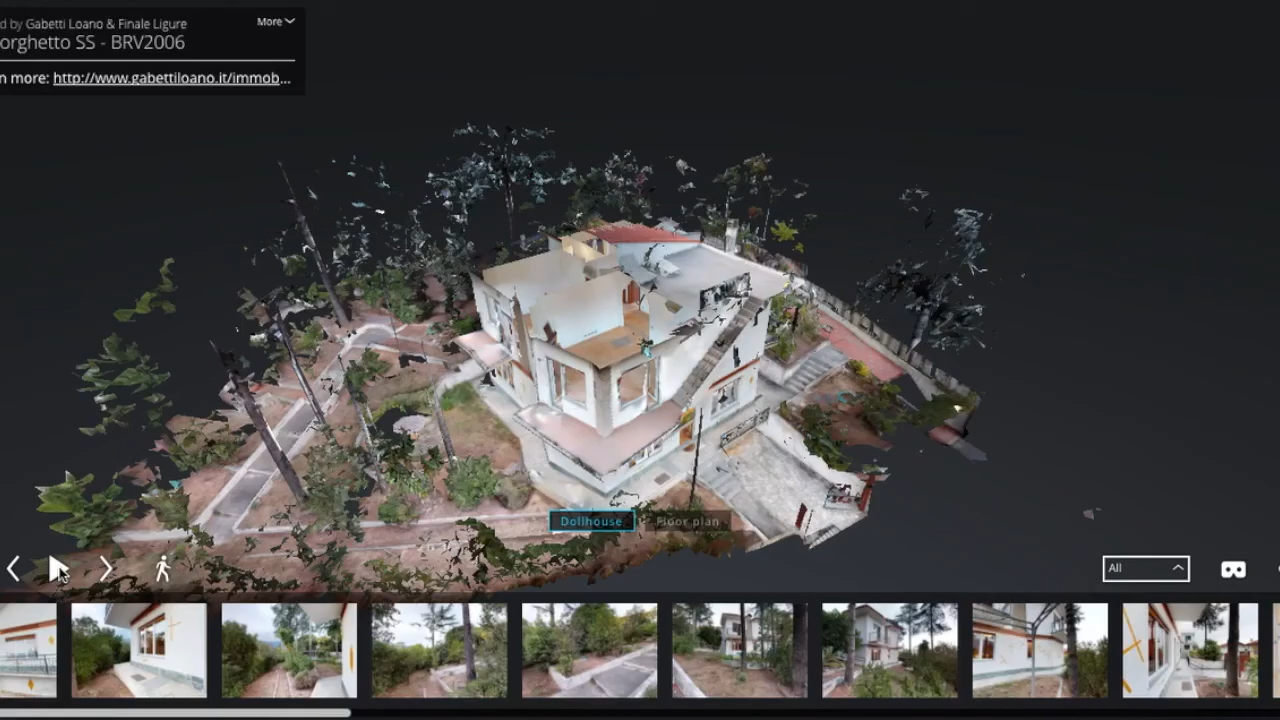 d by Gabetti Loano & Finale Ligure
More
orghetto SS - BRV2006
n more: http://www.gabettiloano.it/immob...
Dollhouse
Floor plan
All